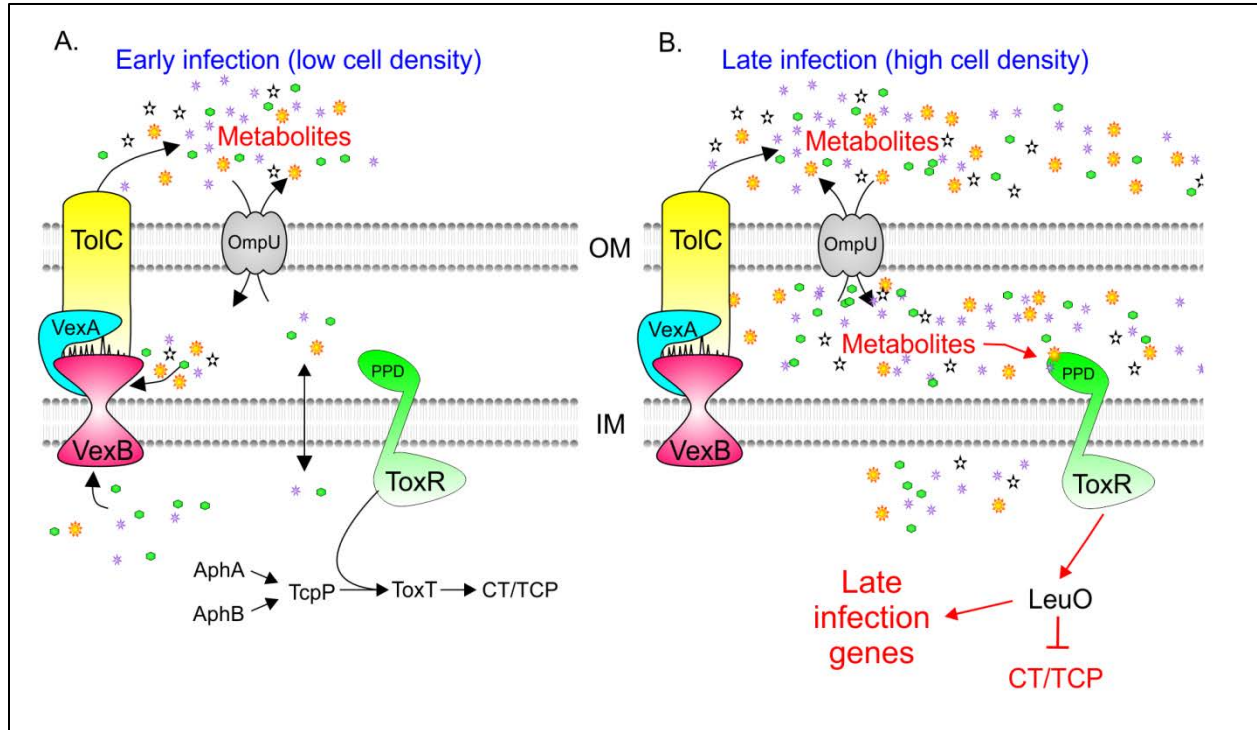 A.
Early infection (low cell density)
Metabolites
TolC
OmpU
VexA
VexB
PPD
ToxR
AphA
AphB
TcpP
ToxT
CT/TCP
OM
IM
B.
Late infection (high cell density)
Metabolites
TolC
OmpU
VexA
Metabolites
PPD
VexB
ToxR
LeuO
Late
infection
genes
CT/TCP